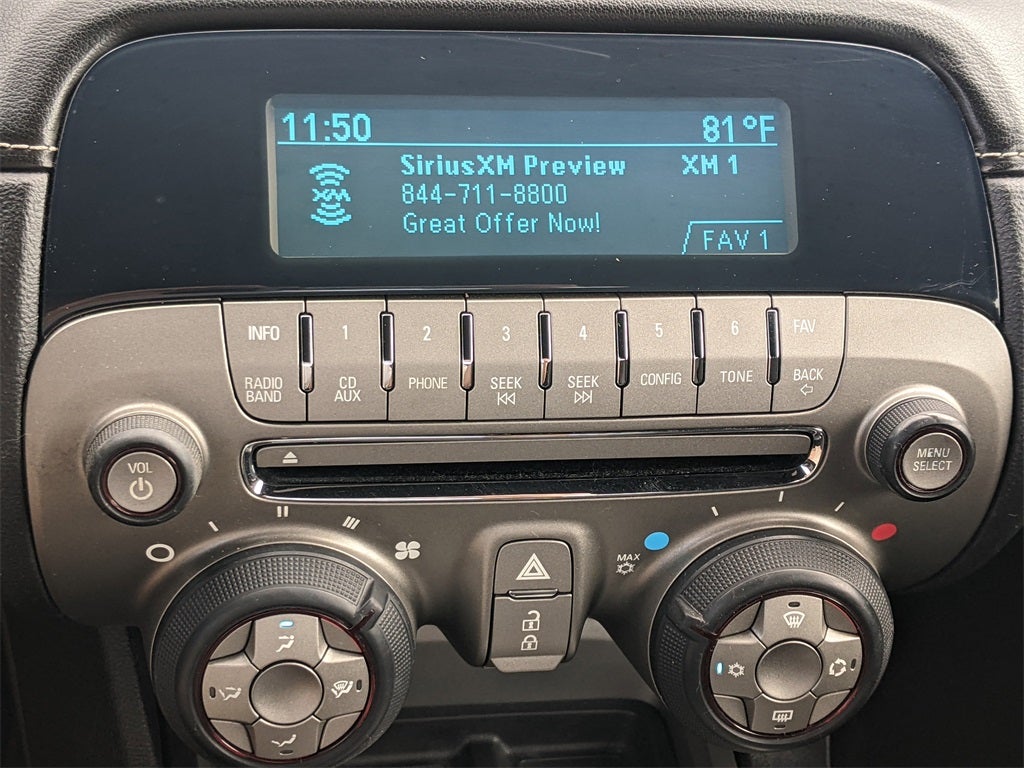 11:50 81°F
SiriusXM Preview XM 1
XM 844-711-8800
Great Offer Now!
FAV 1
INFO 1 2 3 4 5 6 FAV
RADIO BAND CD AUX PHONE SEEK SEEK CONFIG TONE BACK
VOL
MENU
SELECT
MAX